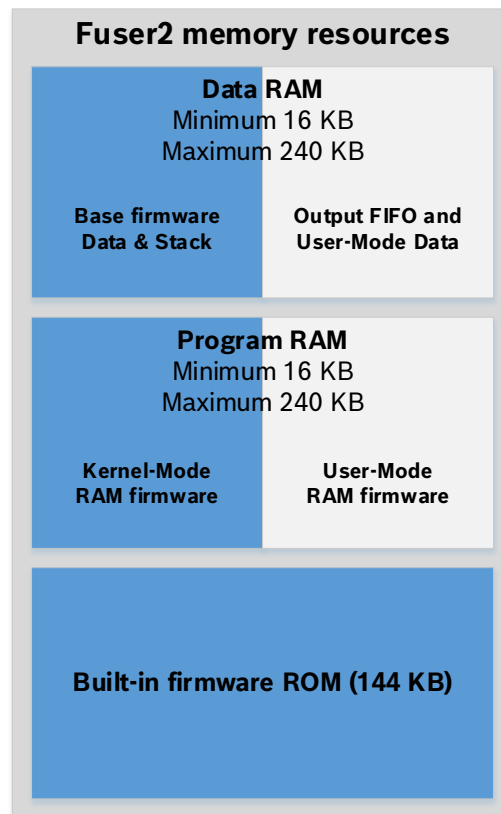 Fuser2 memory resources
Data RAM
Minimum 16 KB
Maximum 240 KB
Base firmware
Data & Stack
Output FIFO and
User-Mode Data
Program RAM
Minimum 16 KB
Maximum 240 KB
Kernel-Mode
RAM firmware
User-Mode
RAM firmware
Built-in firmware ROM (144 KB)